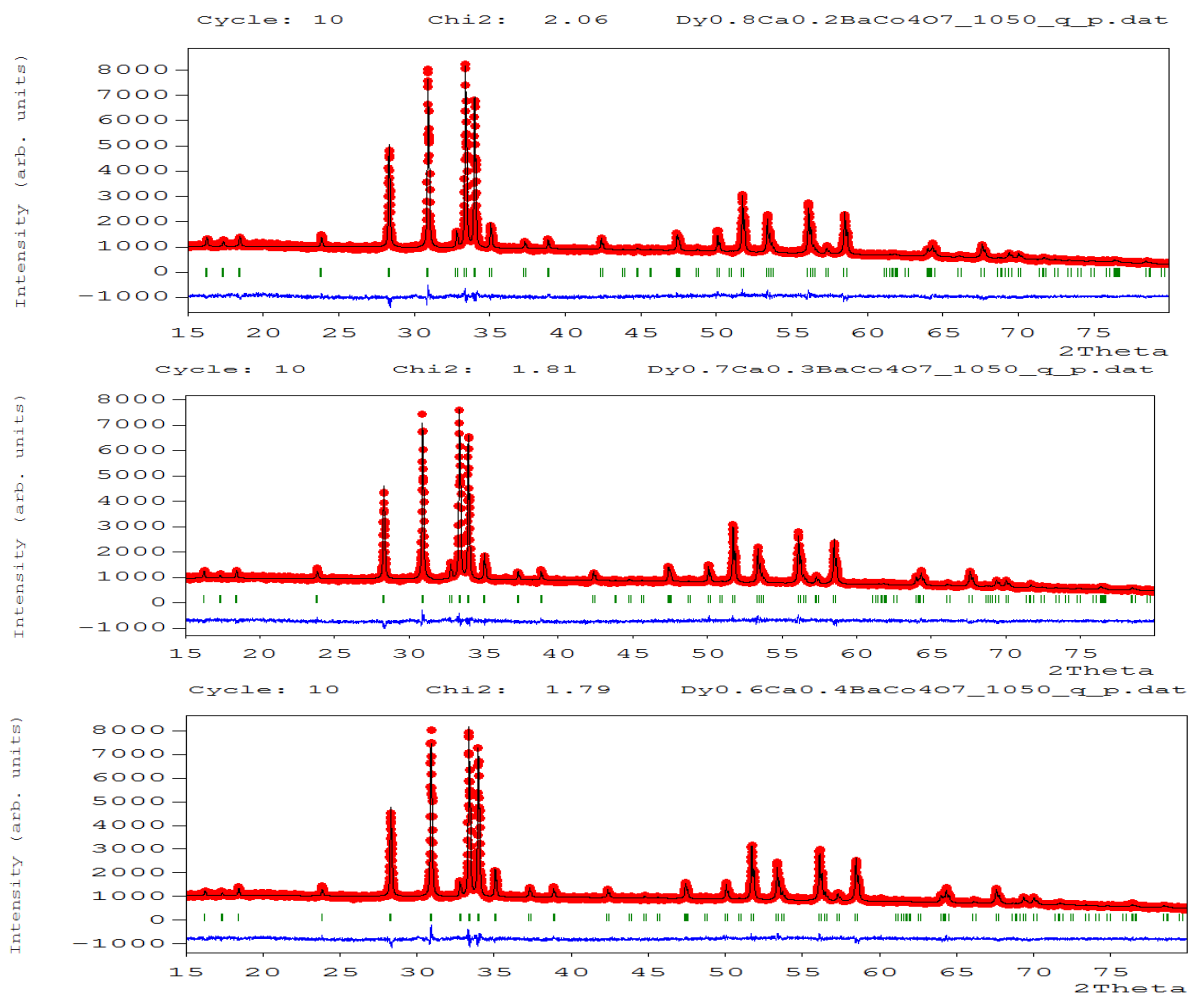 Cycle: 10 Chi2: 2.06 Dy0.8Ca0.2BaCo4O7_1050_q_p.dat
Intensity (arb. units)
8000
7000
6000
5000
4000
3000
2000
1000
0
−1000
15 20 25 30 35 40 45 50 55 60 65 70 75
2Theta
Cycle: 10 Chi2: 1.81 Dy0.7Ca0.3BaCo4O7_1050_q_p.dat
Intensity (arb. units)
8000
7000
6000
5000
4000
3000
2000
1000
0
−1000
15 20 25 30 35 40 45 50 55 60 65 70 75
2Theta
Cycle: 10 Chi2: 1.79 Dy0.6Ca0.4BaCo4O7_1050_q_p.dat
Intensity (arb. units)
8000
7000
6000
5000
4000
3000
2000
1000
0
−1000
15 20 25 30 35 40 45 50 55 60 65 70 75
2Theta